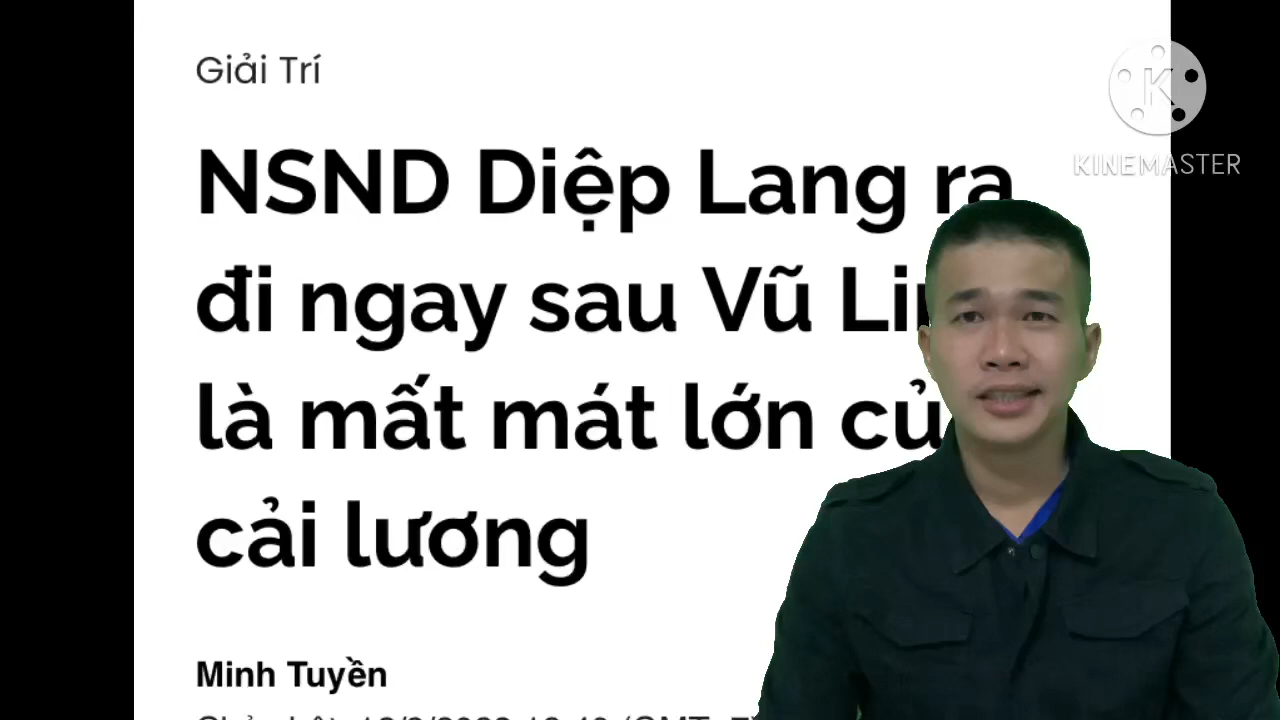 Giải Trí
KINEMASTER
NSND Diệp Lang ra
đi ngay sau Vũ
là mất mát lớn
cải lương
Minh Tuyền